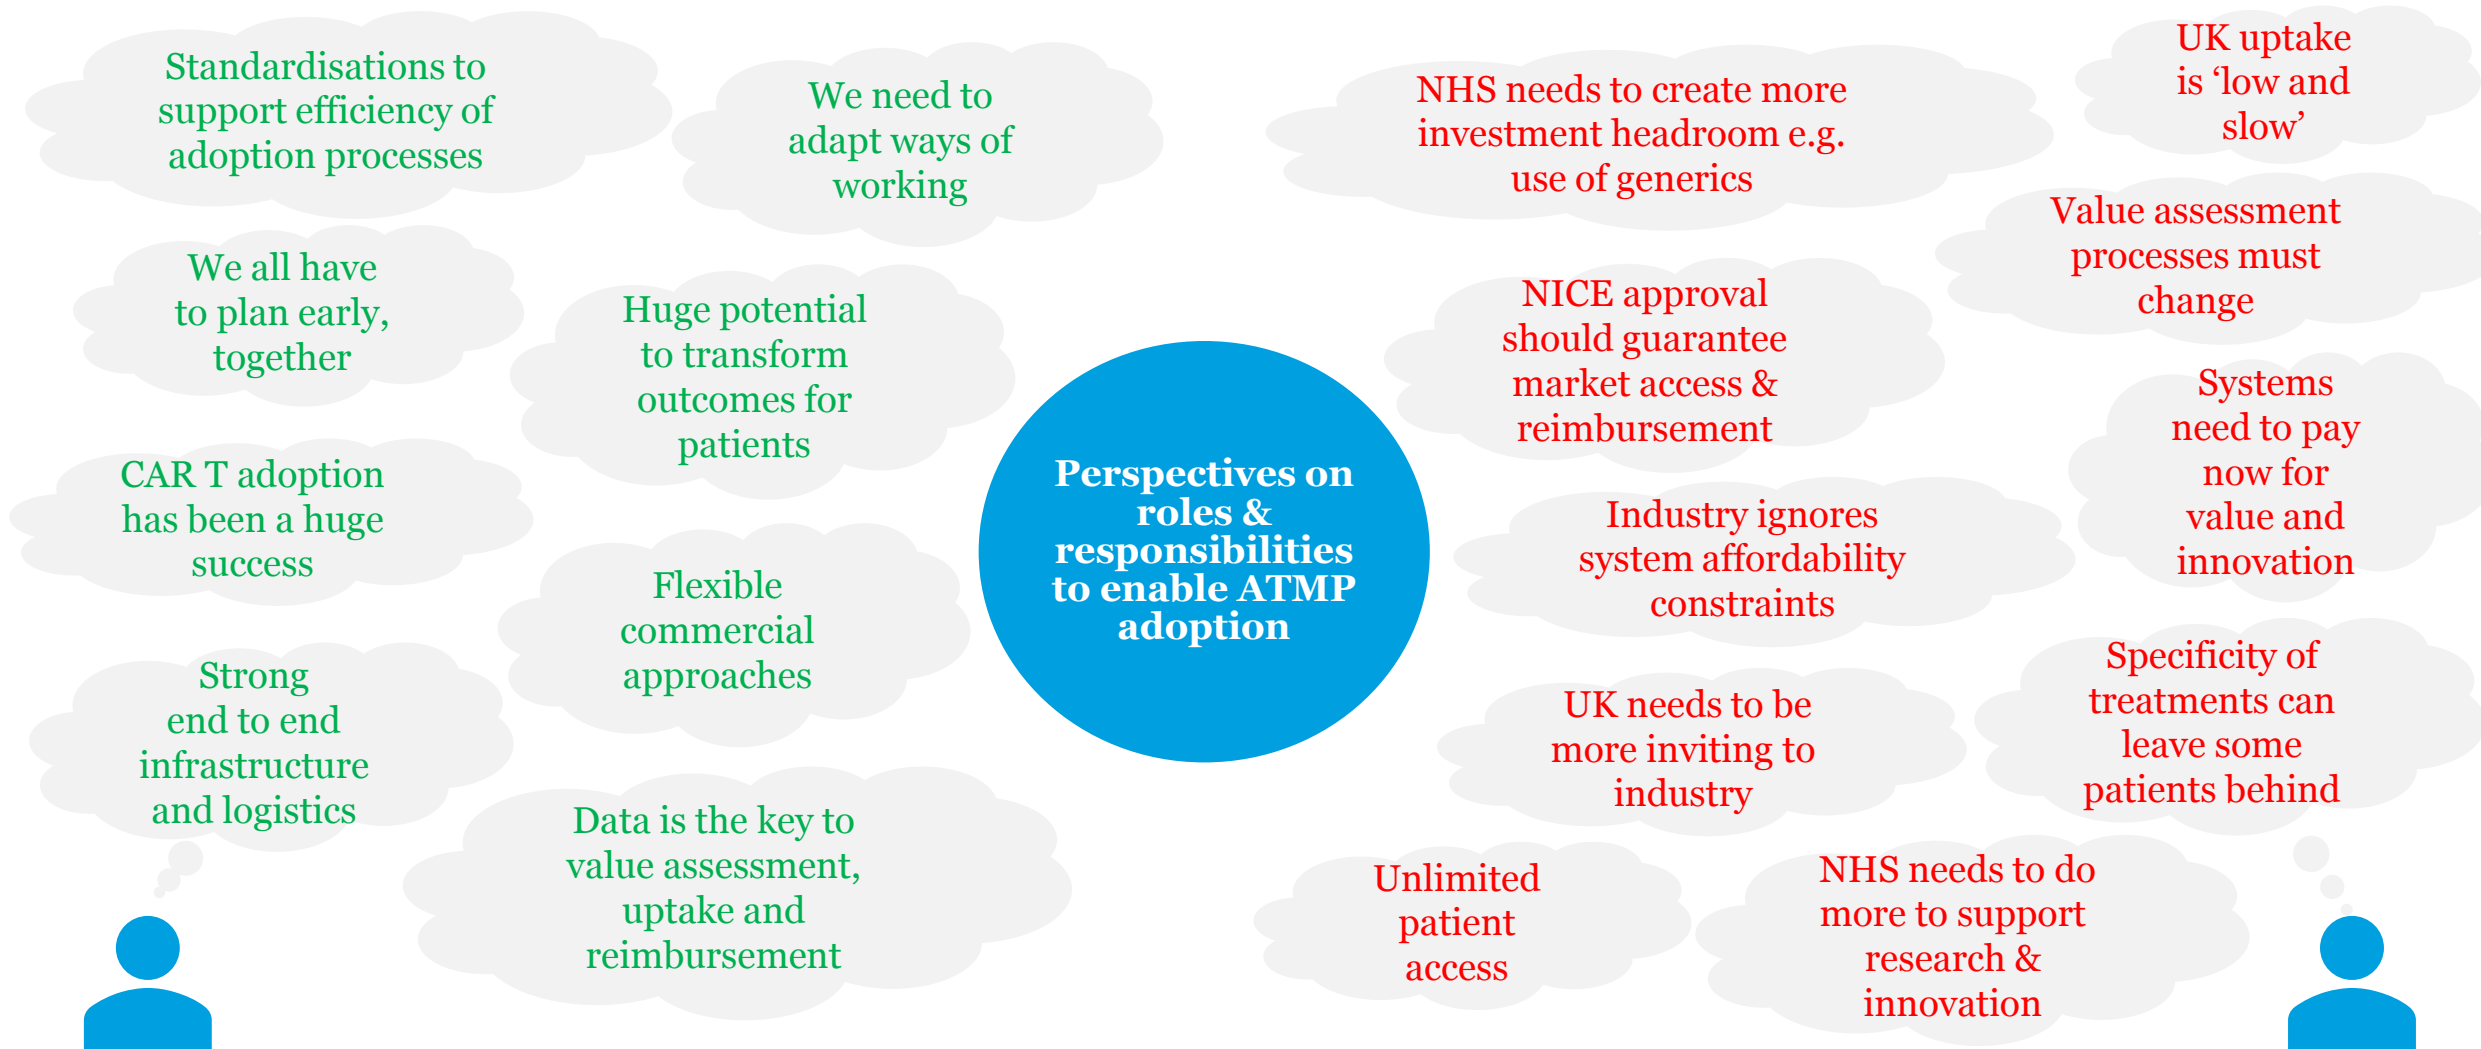 Standardisations to
support efficiency of
adoption processes
We need to
adapt ways of
working
We all have
to plan early,
together
Huge potential
to transform
outcomes for
patients
CAR T adoption
has been a huge
success
Flexible
commercial
approaches
Strong
end to end
infrastructure
and logistics
Data is the key to
value assessment,
uptake and
reimbursement
Perspectives on
roles &
responsibilities
to enable ATMP
adoption
NHS needs to create more
investment headroom e.g.
use of generics
UK uptake
is ‘low and
slow’
Value assessment
processes must
change
NICE approval
should guarantee
market access &
reimbursement
Systems
need to pay
now for
value and
innovation
Industry ignores
system affordability
constraints
Specificity of
treatments can
leave some
patients behind
UK needs to be
more inviting to
industry
Unlimited
patient
access
NHS needs to do
more to support
research &
innovation